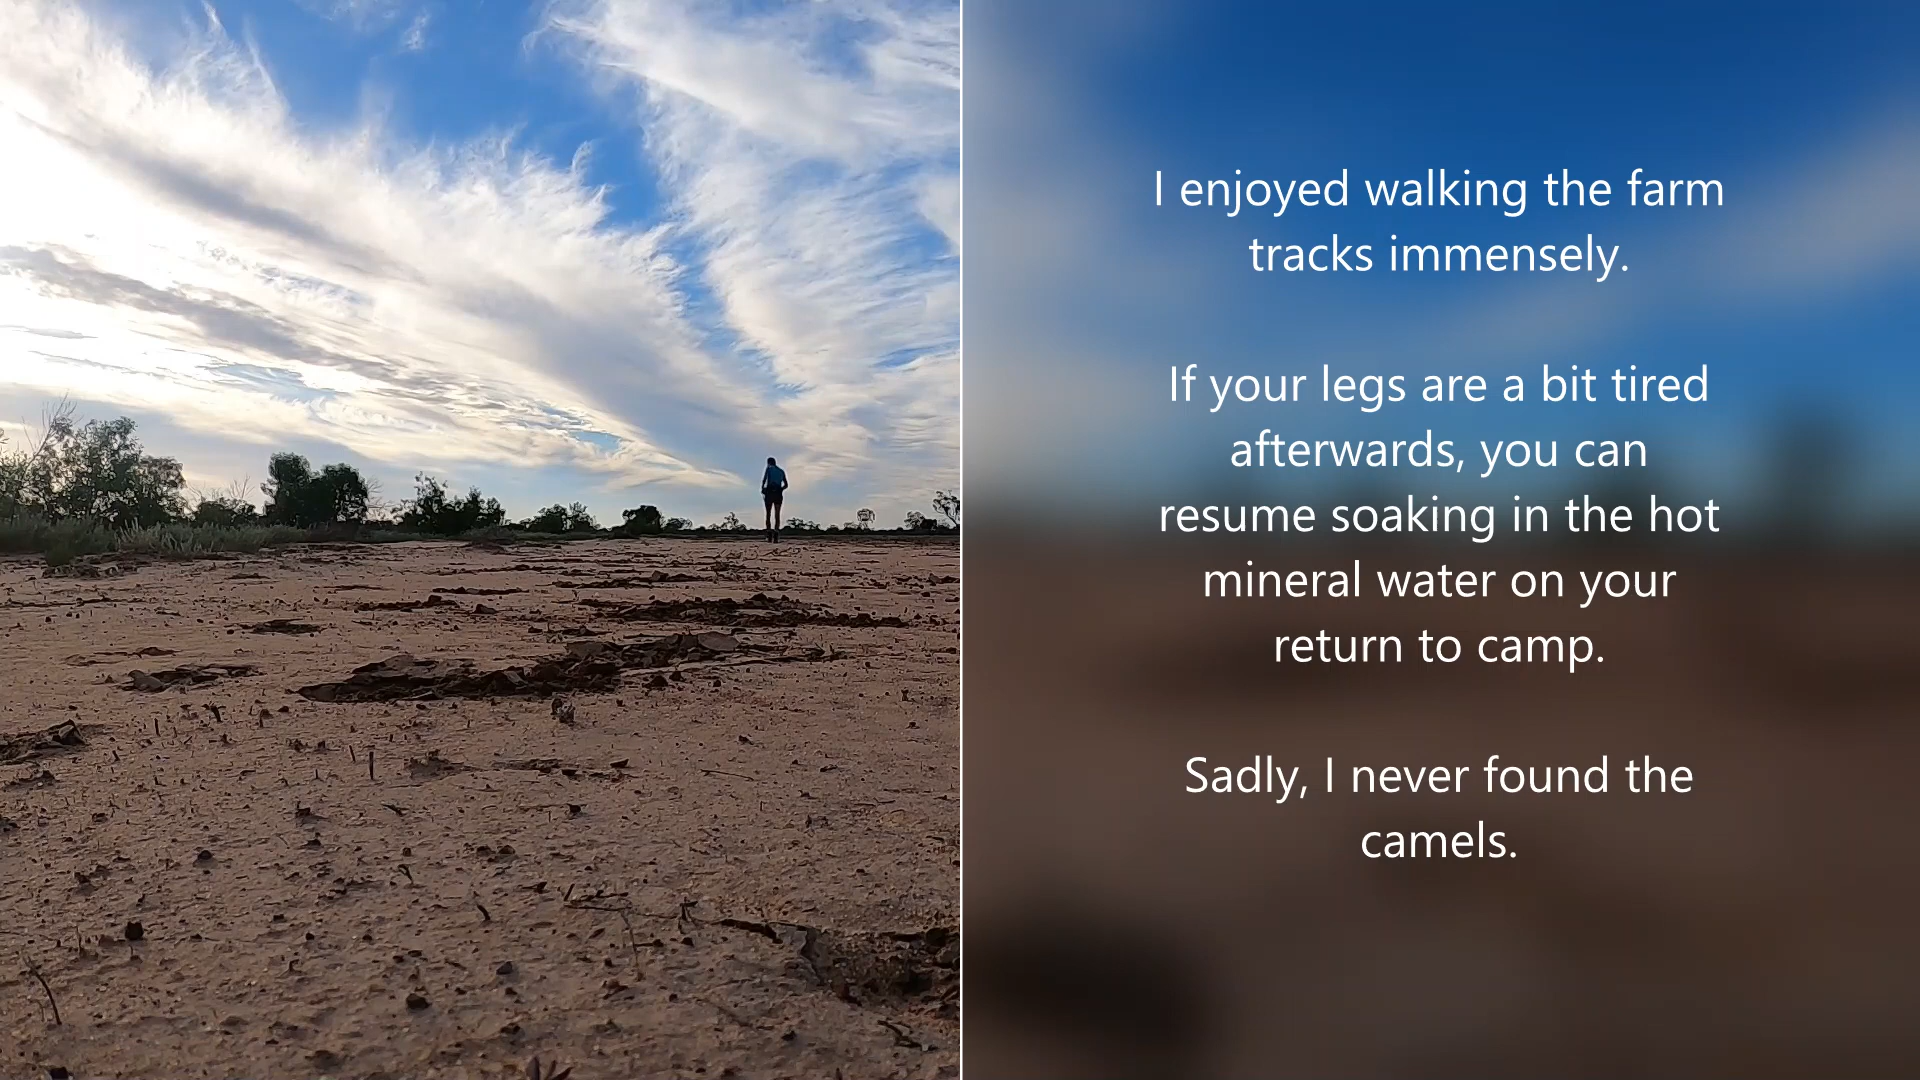 I enjoyed walking the farm
tracks immensely.
If your legs are a bit tired
afterwards, you can
resume soaking in the hot
mineral water on your
return to camp.
Sadly, I never found the
camels.